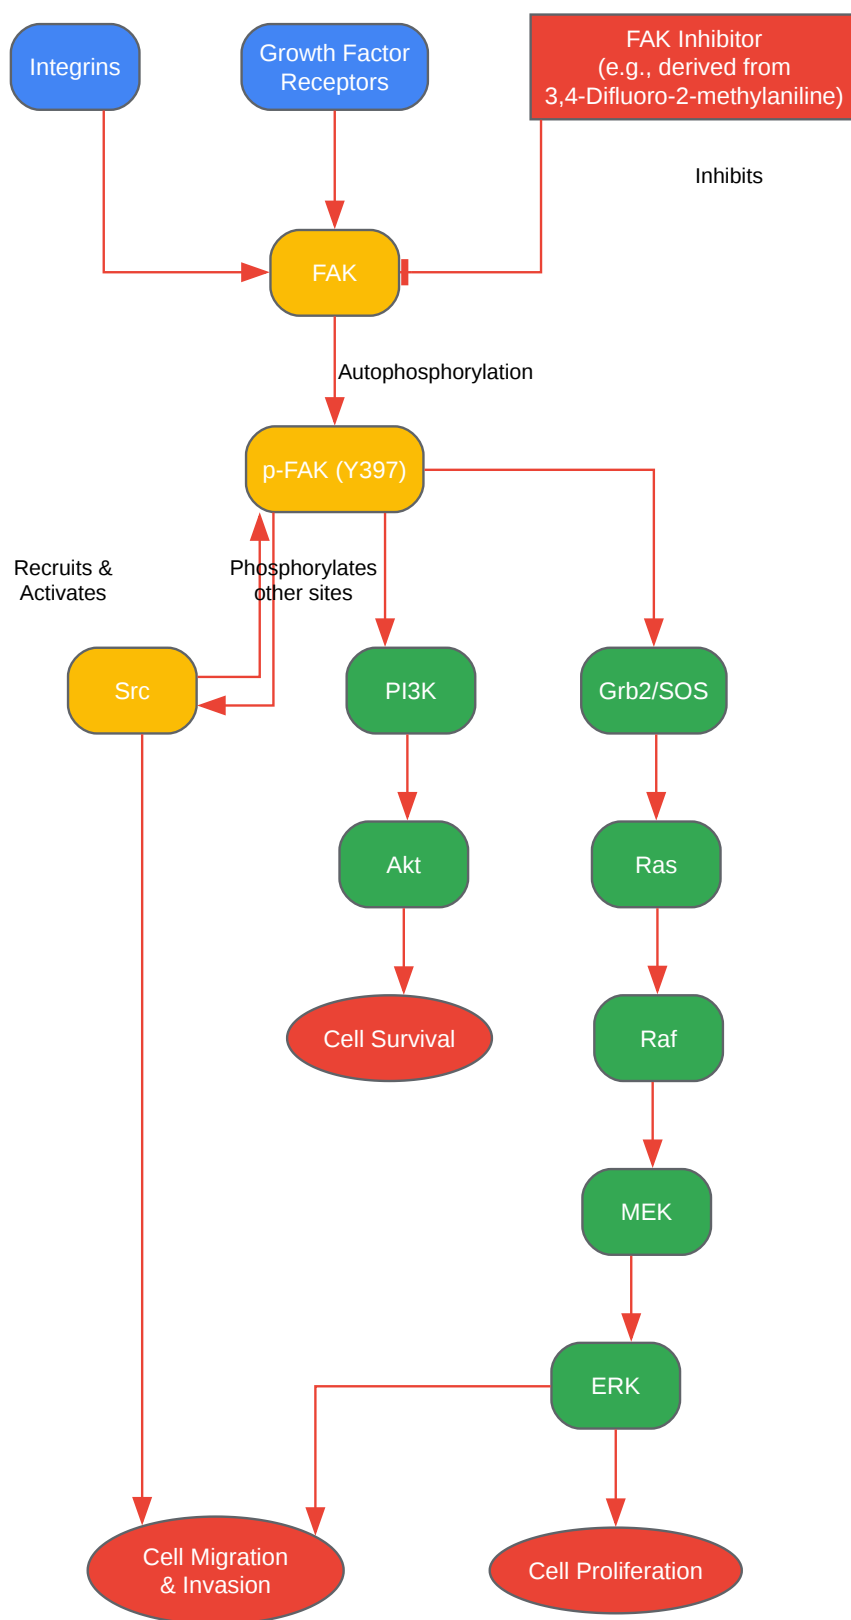 Integrins
Growth Factor
Receptors
FAK Inhibitor
(e.g., derived from
3,4-Difluoro-2-methylaniline)
Inhibits
FAK
Autophosphorylation
p-FAK (Y397)
Recruits &
Activates
Phosphorylates
other sites
Src
PI3K
Grb2/SOS
Akt
Ras
Cell Survival
Raf
MEK
ERK
Cell Migration
& Invasion
Cell Proliferation